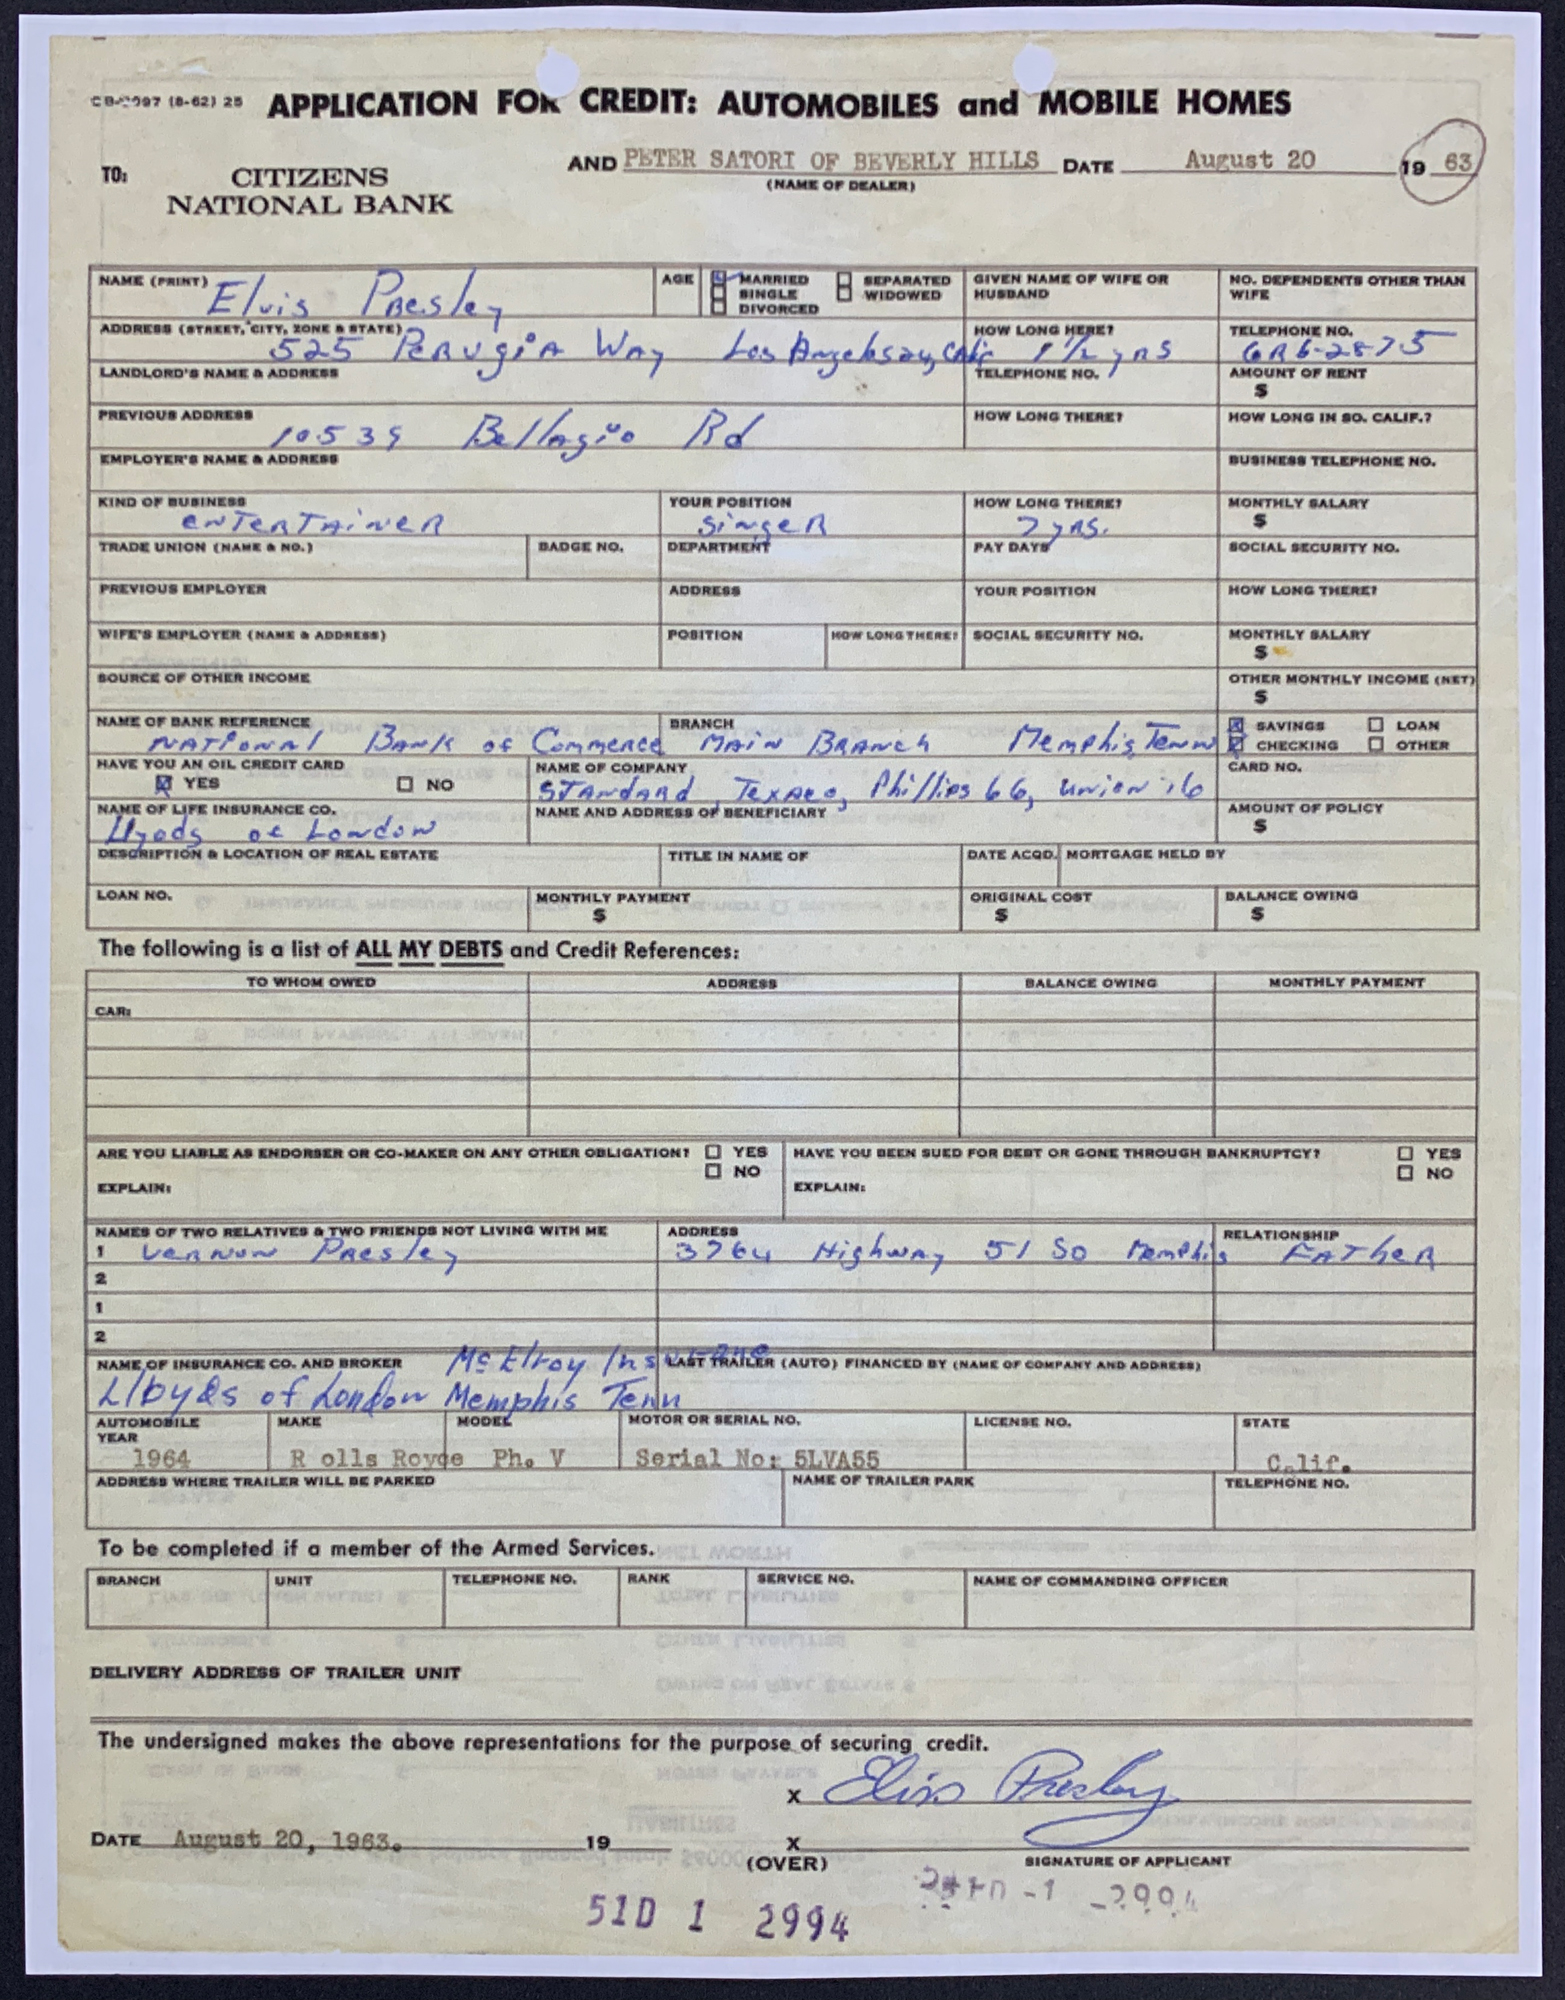 CB-2097 (8-62) 25 APPLICATION FOR CREDIT: AUTOMOBILES and MOBILE HOMES
TO: CITIZENS NATIONAL BANK
AND PETER SATORI OF BEVERLY HILLS DATE August 20 19 63
(NAME OF DEALER)
NAME (PRINT) Elvis Presley AGE MARRIED SINGLE DIVORCED SEPARATED WIDOWED GIVEN NAME OF WIFE OR HUSBAND NO. DEPENDENTS OTHER THAN WIFE
ADDRESS (STREET, CITY, ZONE & STATE) 525 Perugia Way Los Angeles 24, Calif HOW LONG HERE? 1 1/2 yrs TELEPHONE NO. GR6-2875
LANDLORD'S NAME & ADDRESS TELEPHONE NO. AMOUNT OF RENT $
PREVIOUS ADDRESS 10539 Bellagio Rd HOW LONG THERE? HOW LONG IN SO. CALIF.?
EMPLOYER'S NAME & ADDRESS BUSINESS TELEPHONE NO.
KIND OF BUSINESS enTerTainer YOUR POSITION Singer HOW LONG THERE? 7 yrs. MONTHLY SALARY $
TRADE UNION (NAME & NO.) BADGE NO. DEPARTMENT PAY DAYS SOCIAL SECURITY NO.
PREVIOUS EMPLOYER ADDRESS YOUR POSITION HOW LONG THERE?
WIFE'S EMPLOYER (NAME & ADDRESS) POSITION HOW LONG THERE? SOCIAL SECURITY NO. MONTHLY SALARY $
SOURCE OF OTHER INCOME OTHER MONTHLY INCOME (NET) $
NAME OF BANK REFERENCE National Bank of Commerce BRANCH Main Branch Memphis, Tenn SAVINGS LOAN CHECKING OTHER
HAVE YOU AN OIL CREDIT CARD YES NO NAME OF COMPANY Standard, Texaco, Phillips 66, Union 76 CARD NO.
NAME OF LIFE INSURANCE CO. Llyods of London NAME AND ADDRESS OF BENEFICIARY AMOUNT OF POLICY $
DESCRIPTION & LOCATION OF REAL ESTATE TITLE IN NAME OF DATE ACQD. MORTGAGE HELD BY
LOAN NO. MONTHLY PAYMENT $ ORIGINAL COST $ BALANCE OWING $
The following is a list of ALL MY DEBTS and Credit References:
TO WHOM OWED ADDRESS BALANCE OWING MONTHLY PAYMENT
CAR:
ARE YOU LIABLE AS ENDORSER OR CO-MAKER ON ANY OTHER OBLIGATION? YES NO HAVE YOU BEEN SUED FOR DEBT OR GONE THROUGH BANKRUPTCY? YES NO
EXPLAIN: EXPLAIN:
NAMES OF TWO RELATIVES & TWO FRIENDS NOT LIVING WITH ME ADDRESS RELATIONSHIP
1 Vernon Presley 3764 Highway 51 So Memphis Father
2
1
2
NAME OF INSURANCE CO. AND BROKER McElroy Insurance LAST TRAILER (AUTO) FINANCED BY (NAME OF COMPANY AND ADDRESS)
Lloyds of London Memphis Tenn
AUTOMOBILE YEAR MAKE MODEL MOTOR OR SERIAL NO. LICENSE NO. STATE
1964 R olls Royce Ph. V Serial No: 5LVA55 Calif.
ADDRESS WHERE TRAILER WILL BE PARKED NAME OF TRAILER PARK TELEPHONE NO.
To be completed if a member of the Armed Services.
BRANCH UNIT TELEPHONE NO. RANK SERVICE NO. NAME OF COMMANDING OFFICER
DELIVERY ADDRESS OF TRAILER UNIT
The undersigned makes the above representations for the purpose of securing credit.
X Elvis Presley
DATE August 20, 1963. 19 X
(OVER) SIGNATURE OF APPLICANT
51D 1 2994